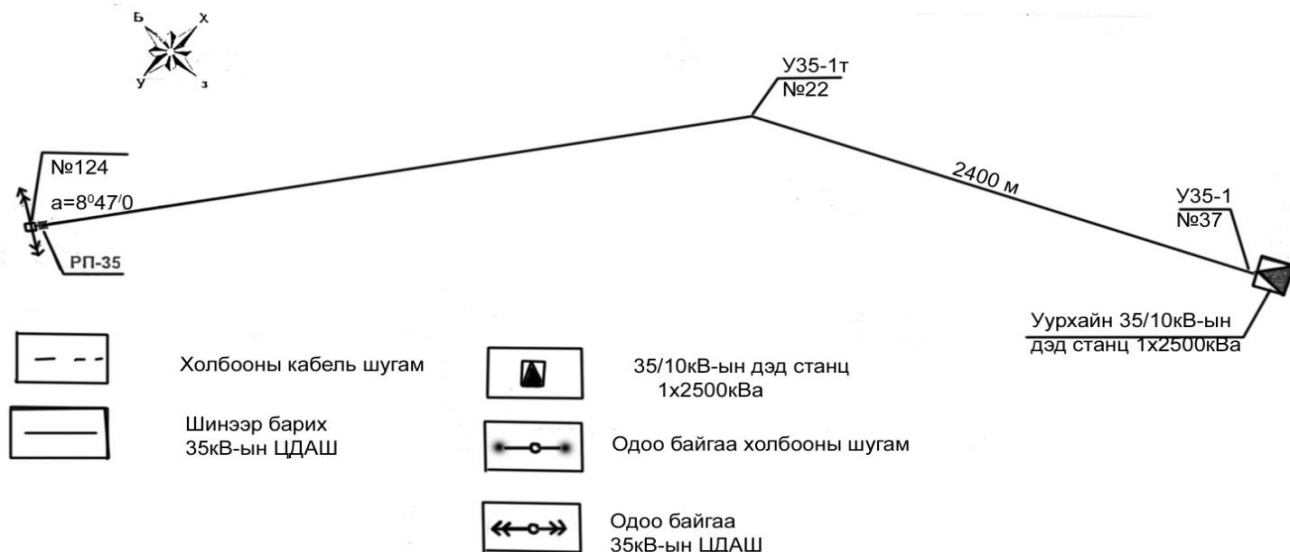 Б Х
У з
У35-1т
№22
№124
а=8⁰47′0
РП-35
2400 м
У35-1
№37
Уурхайн 35/10кВ-ын
дэд станц 1х2500кВа
Холбооны кабель шугам
Шинээр барих
35кВ-ын ЦДАШ
35/10кВ-ын дэд станц
1х2500кВа
Одоо байгаа холбооны шугам
Одоо байгаа
35кВ-ын ЦДАШ